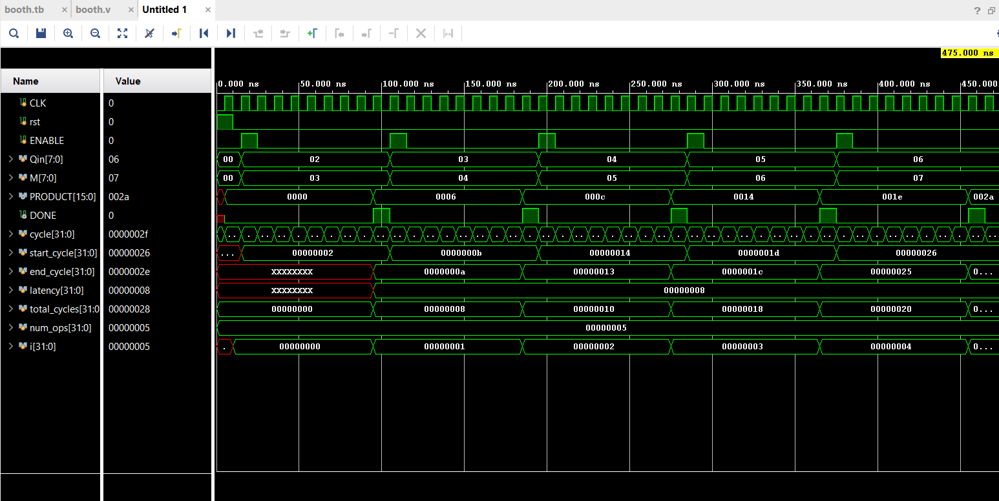 booth.tb × booth.v × Untitled 1 ×
?
475.000 ns
Name Value
0.000 ns 50.000 ns 100.000 ns 150.000 ns 200.000 ns 250.000 ns 300.000 ns 350.000 ns 400.000 ns 450.000
CLK 0
rst 0
ENABLE 0
Qin[7:0] 06 00 02 03 04 05 06
M[7:0] 07 00 03 04 05 06 07
PRODUCT[15:0] 002a 0000 0006 000c 0014 001e 002a
DONE 0
cycle[31:0] 0000002f
start_cycle[31:0] 00000026 ... 00000002 0000000b 00000014 0000001d 00000026
end_cycle[31:0] 0000002e XXXXXXXX 0000000a 00000013 0000001c 00000025 0...
latency[31:0] 00000008 XXXXXXXX 00000008
total_cycles[31:0 00000028 00000000 00000008 00000010 00000018 00000020 0...
num_ops[31:0] 00000005 00000005
i[31:0] 00000005 . 00000000 00000001 00000002 00000003 00000004 0...